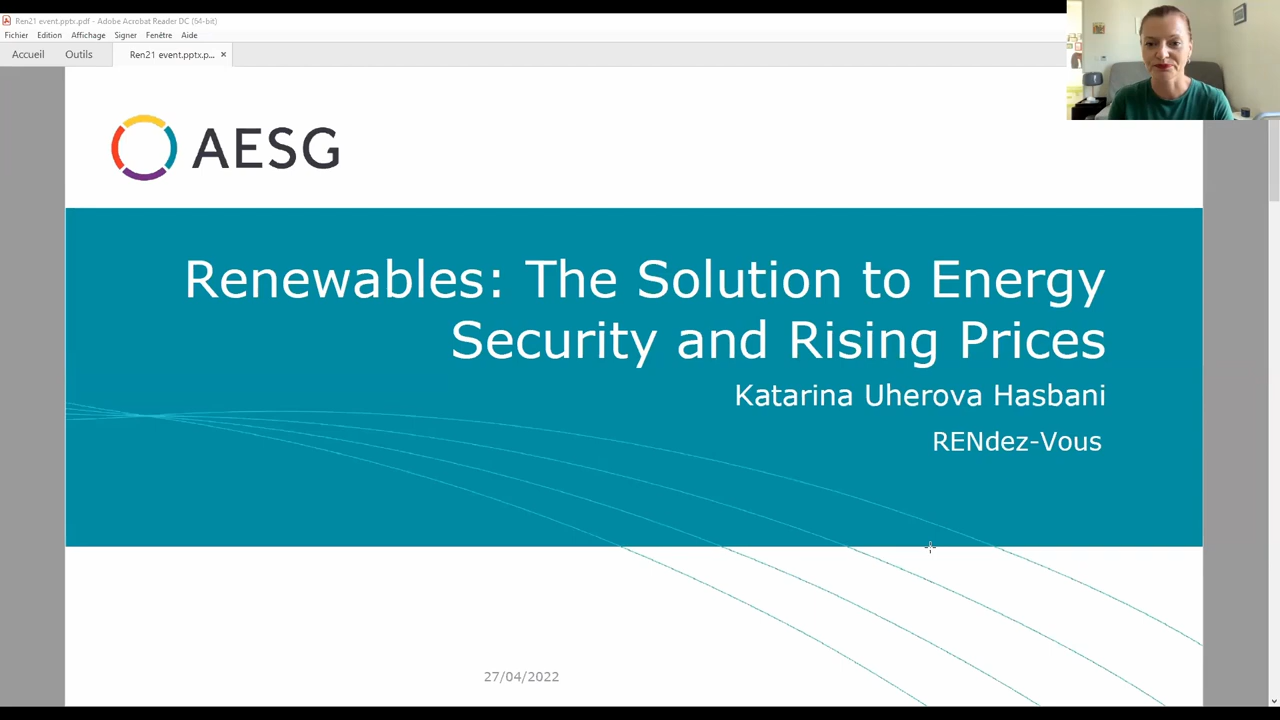 Ren21 event.pptx.pdf - Adobe Acrobat Reader DC (64-bit)
Fichier Edition Affichage Signer Fenêtre Aide
Accueil Outils Ren21 event.pptx.p... ×
AESG
Renewables: The Solution to Energy
Security and Rising Prices
Katarina Uherova Hasbani
RENdez-Vous
27/04/2022